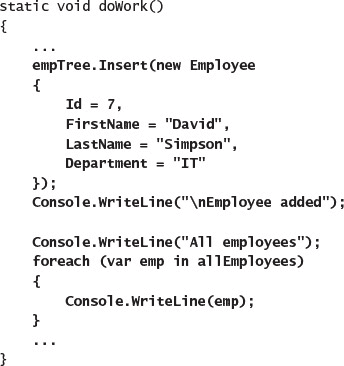 static void doWork()
{
    ...
    empTree.Insert(new Employee
    {
        Id = 7,
        FirstName = "David",
        LastName = "Simpson",
        Department = "IT"
    });
    Console.WriteLine("\nEmployee added");

    Console.WriteLine("All employees");
    foreach (var emp in allEmployees)
    {
        Console.WriteLine(emp);
    }
    ...
}